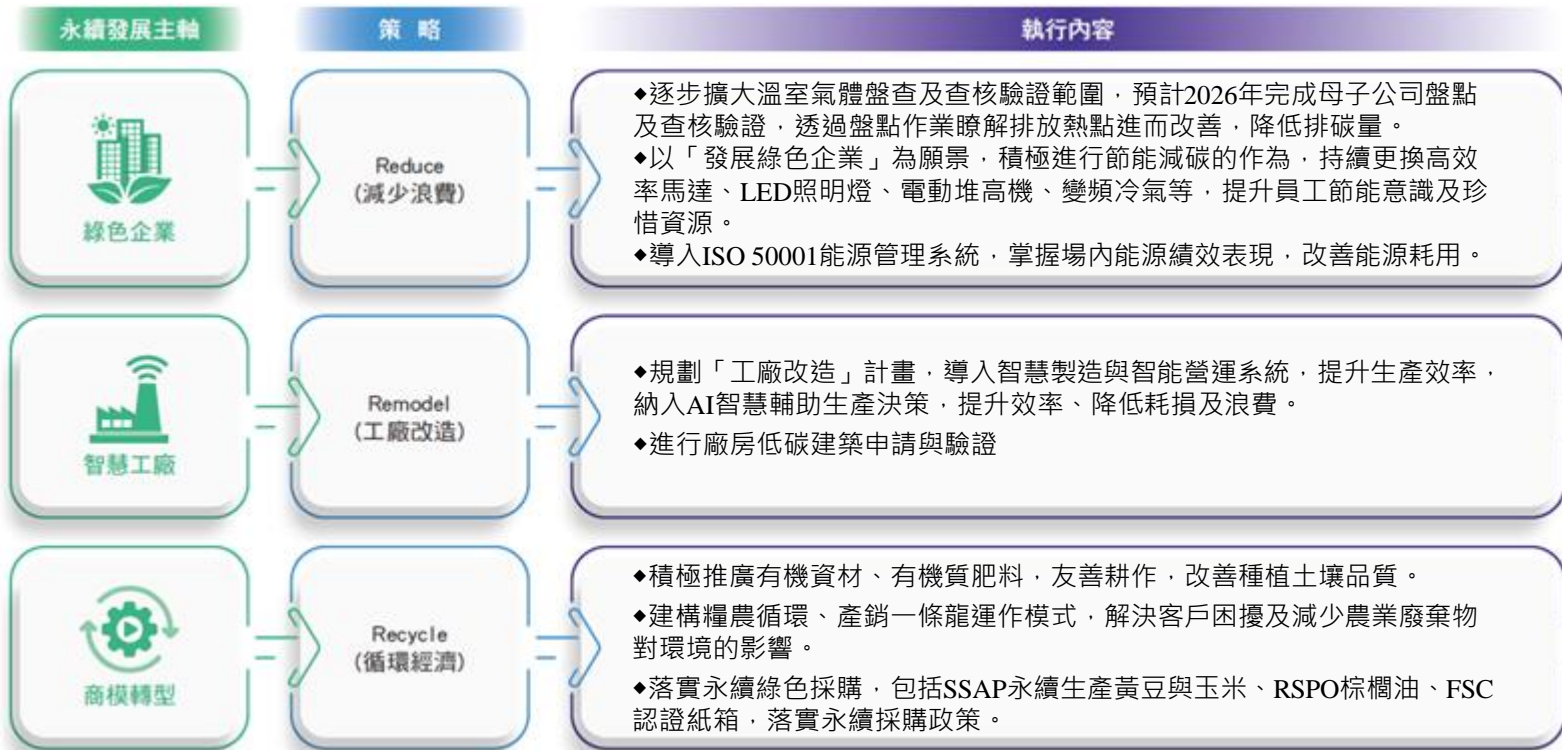 永續發展主軸
策 略
執行內容
綠色企業
Reduce
(減少浪費)
◆逐步擴大溫室氣體盤查及查核驗證範圍，預計2026年完成母子公司盤點
及查核驗證，透過盤點作業瞭解排放熱點進而改善，降低排碳量。
◆以「發展綠色企業」為願景，積極進行節能減碳的作為，持續更換高效
率馬達、LED照明燈、電動堆高機、變頻冷氣等，提升員工節能意識及珍
惜資源。
◆導入ISO 50001能源管理系統，掌握場內能源績效表現，改善能源耗用。
智慧工廠
Remodel
(工廠改造)
◆規劃「工廠改造」計畫，導入智慧製造與智能營運系統，提升生產效率，
納入AI智慧輔助生產決策，提升效率、降低耗損及浪費。
◆進行廠房低碳建築申請與驗證
商模轉型
Recycle
(循環經濟)
◆積極推廣有機資材、有機質肥料，友善耕作，改善種植土壤品質。
◆建構糧農循環、產銷一條龍運作模式，解決客戶困擾及減少農業廢棄物
對環境的影響。
◆落實永續綠色採購，包括SSAP永續生產黃豆與玉米、RSPO棕櫚油、FSC
認證紙箱，落實永續採購政策。